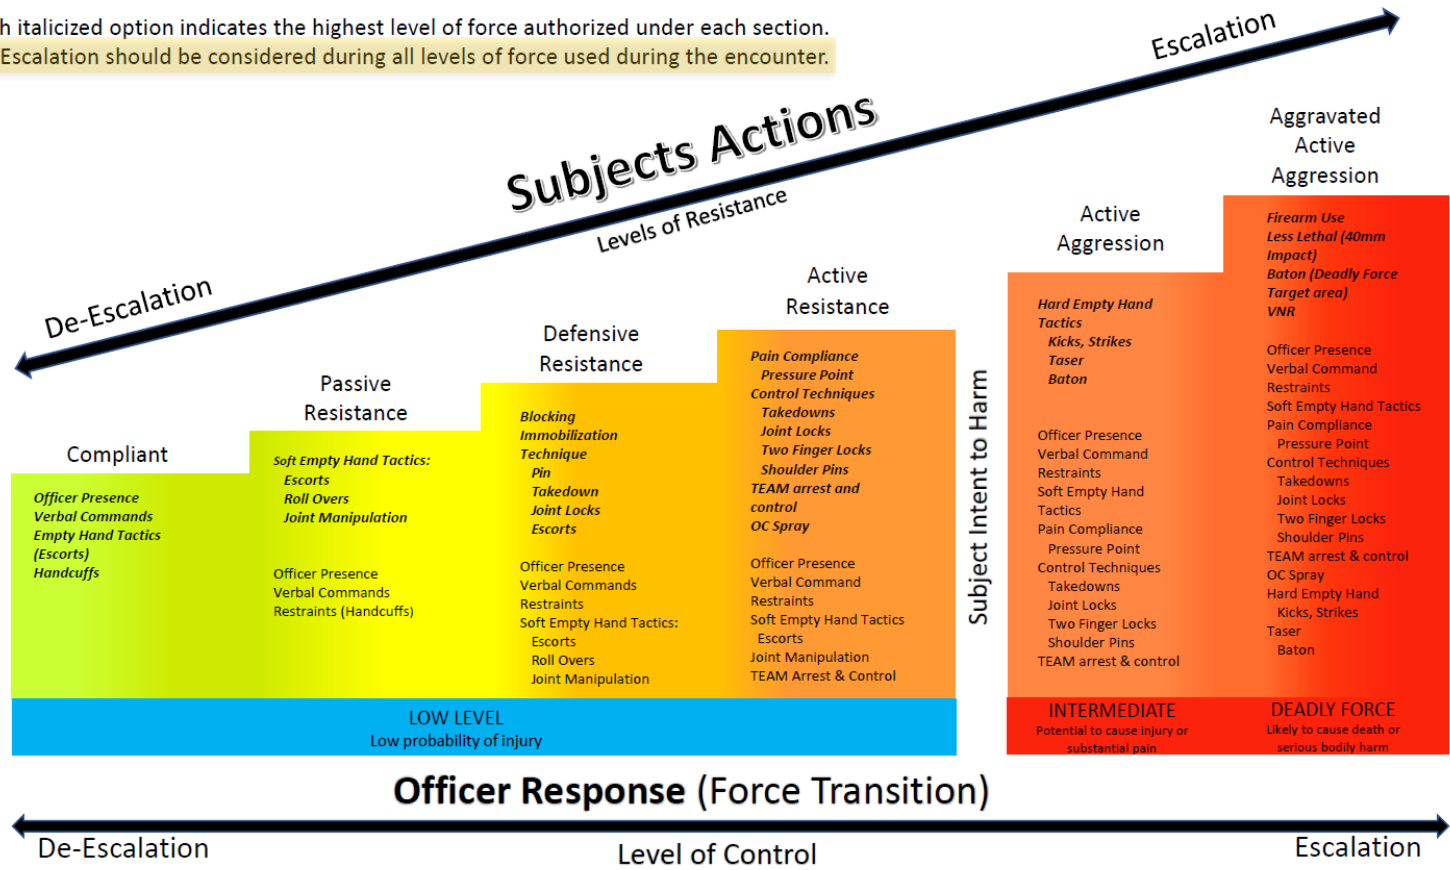 h italicized option indicates the highest level of force authorized under each section.
Escalation should be considered during all levels of force used during the encounter.
Escalation
Subjects Actions
Levels of Resistance
De-Escalation
Compliant
Officer Presence
Verbal Commands
Empty Hand Tactics
(Escorts)
Handcuffs
Passive
Resistance
Soft Empty Hand Tactics:
Escorts
Roll Overs
Joint Manipulation
Officer Presence
Verbal Commands
Restraints (Handcuffs)
Defensive
Resistance
Blocking
Immobilization
Technique
Pin
Takedown
Joint Locks
Escorts
Officer Presence
Verbal Commands
Restraints
Soft Empty Hand Tactics:
Escorts
Roll Overs
Joint Manipulation
Active
Resistance
Pain Compliance
Pressure Point
Control Techniques
Takedowns
Joint Locks
Two Finger Locks
Shoulder Pins
TEAM arrest and
control
OC Spray
Officer Presence
Verbal Command
Restraints
Soft Empty Hand Tactics
Escorts
Joint Manipulation
TEAM Arrest & Control
LOW LEVEL
Low probability of injury
Subject Intent to Harm
Active
Aggression
Hard Empty Hand
Tactics
Kicks, Strikes
Taser
Baton
Officer Presence
Verbal Command
Restraints
Soft Empty Hand
Tactics
Pain Compliance
Pressure Point
Control Techniques
Takedowns
Joint Locks
Two Finger Locks
Shoulder Pins
TEAM arrest & control
INTERMEDIATE
Potential to cause injury or
substantial pain
Aggravated
Active
Aggression
Firearm Use
Less Lethal (40mm
Impact)
Baton (Deadly Force
Target area)
VNR
Officer Presence
Verbal Command
Restraints
Soft Empty Hand Tactics
Pain Compliance
Pressure Point
Control Techniques
Takedowns
Joint Locks
Two Finger Locks
Shoulder Pins
TEAM arrest & control
OC Spray
Hard Empty Hand
Kicks, Strikes
Taser
Baton
DEADLY FORCE
Likely to cause death or
serious bodily harm
Officer Response (Force Transition)
De-Escalation
Level of Control
Escalation